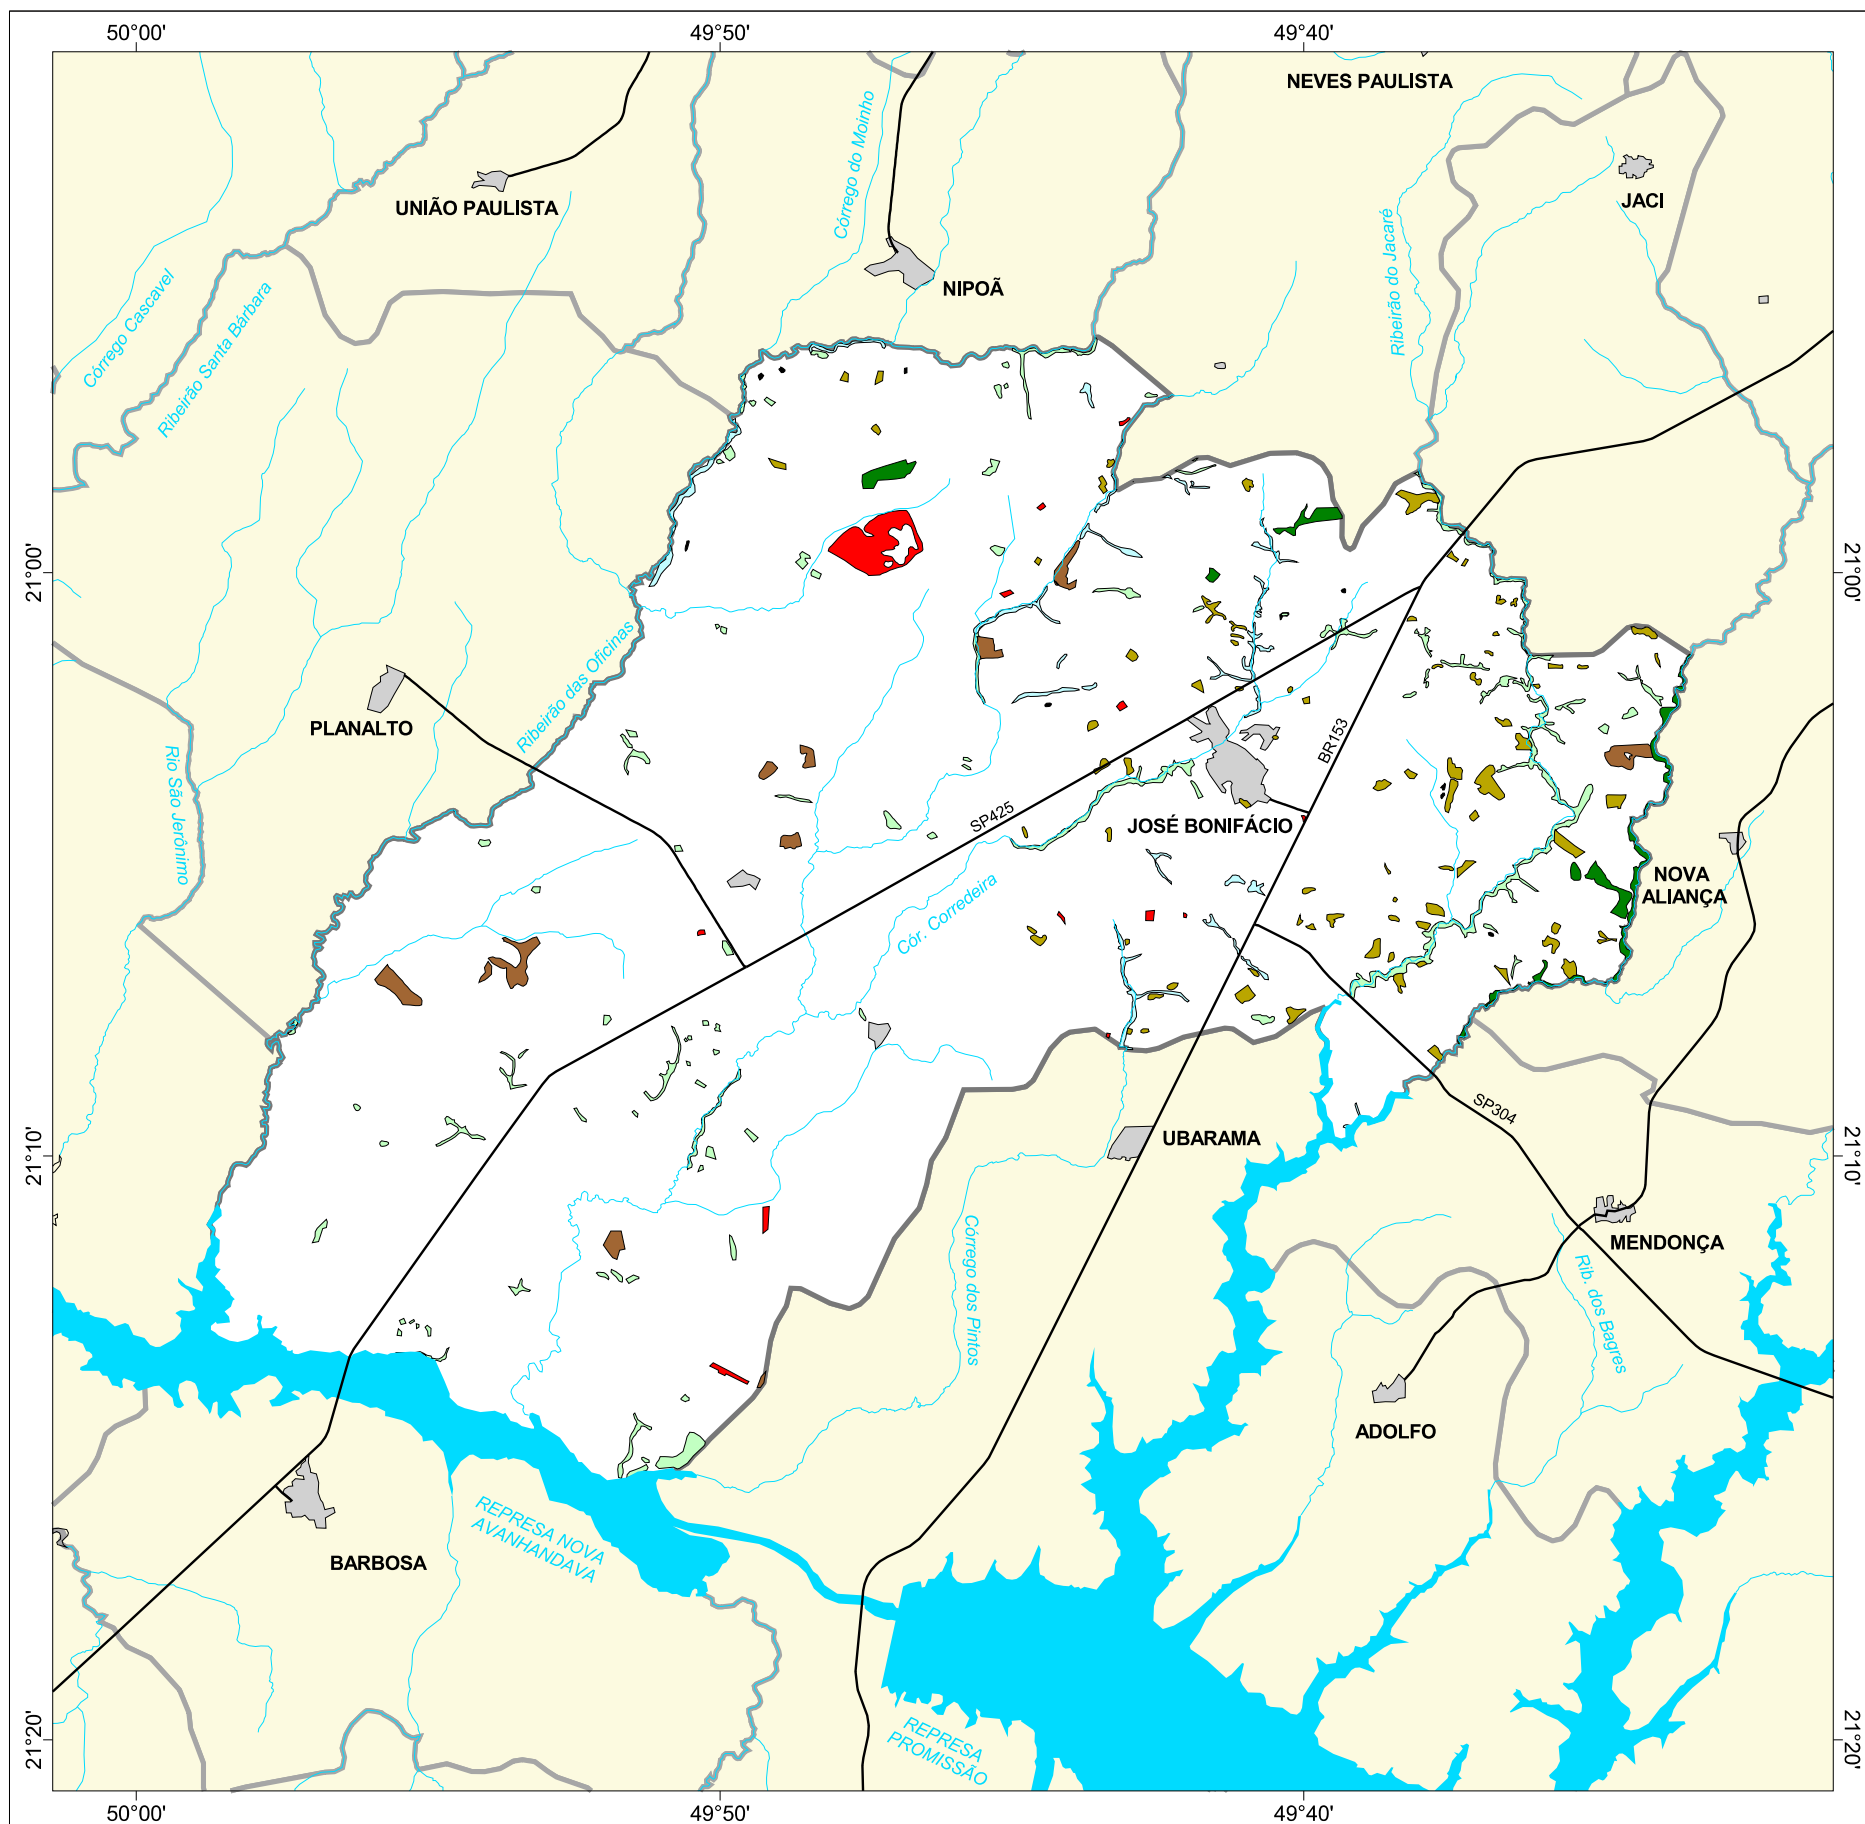 50°00'
49°50'
49°40'
NEVES PAULISTA
Córrego do Moinho
JACI
UNIÃO PAULISTA
Ribeirão do Jacaré
NIPOÃ
Córrego Cascavel
Ribeirão Santa Bárbara
21°00'
21°00'
Ribeirão das Oficinas
PLANALTO
BR153
Rio São Jerônimo
SP425
JOSÉ BONIFÁCIO
NOVA
ALIANÇA
Cór. Corredeira
SP304
UBARAMA
21°10'
21°10'
MENDONÇA
Córrego dos Pintos
Rib. dos Bagres
ADOLFO
REPRESA NOVA
AVANHANDAVA
BARBOSA
REPRESA
PROMISSÃO
21°20'
21°20'
50°00'
49°50'
49°40'